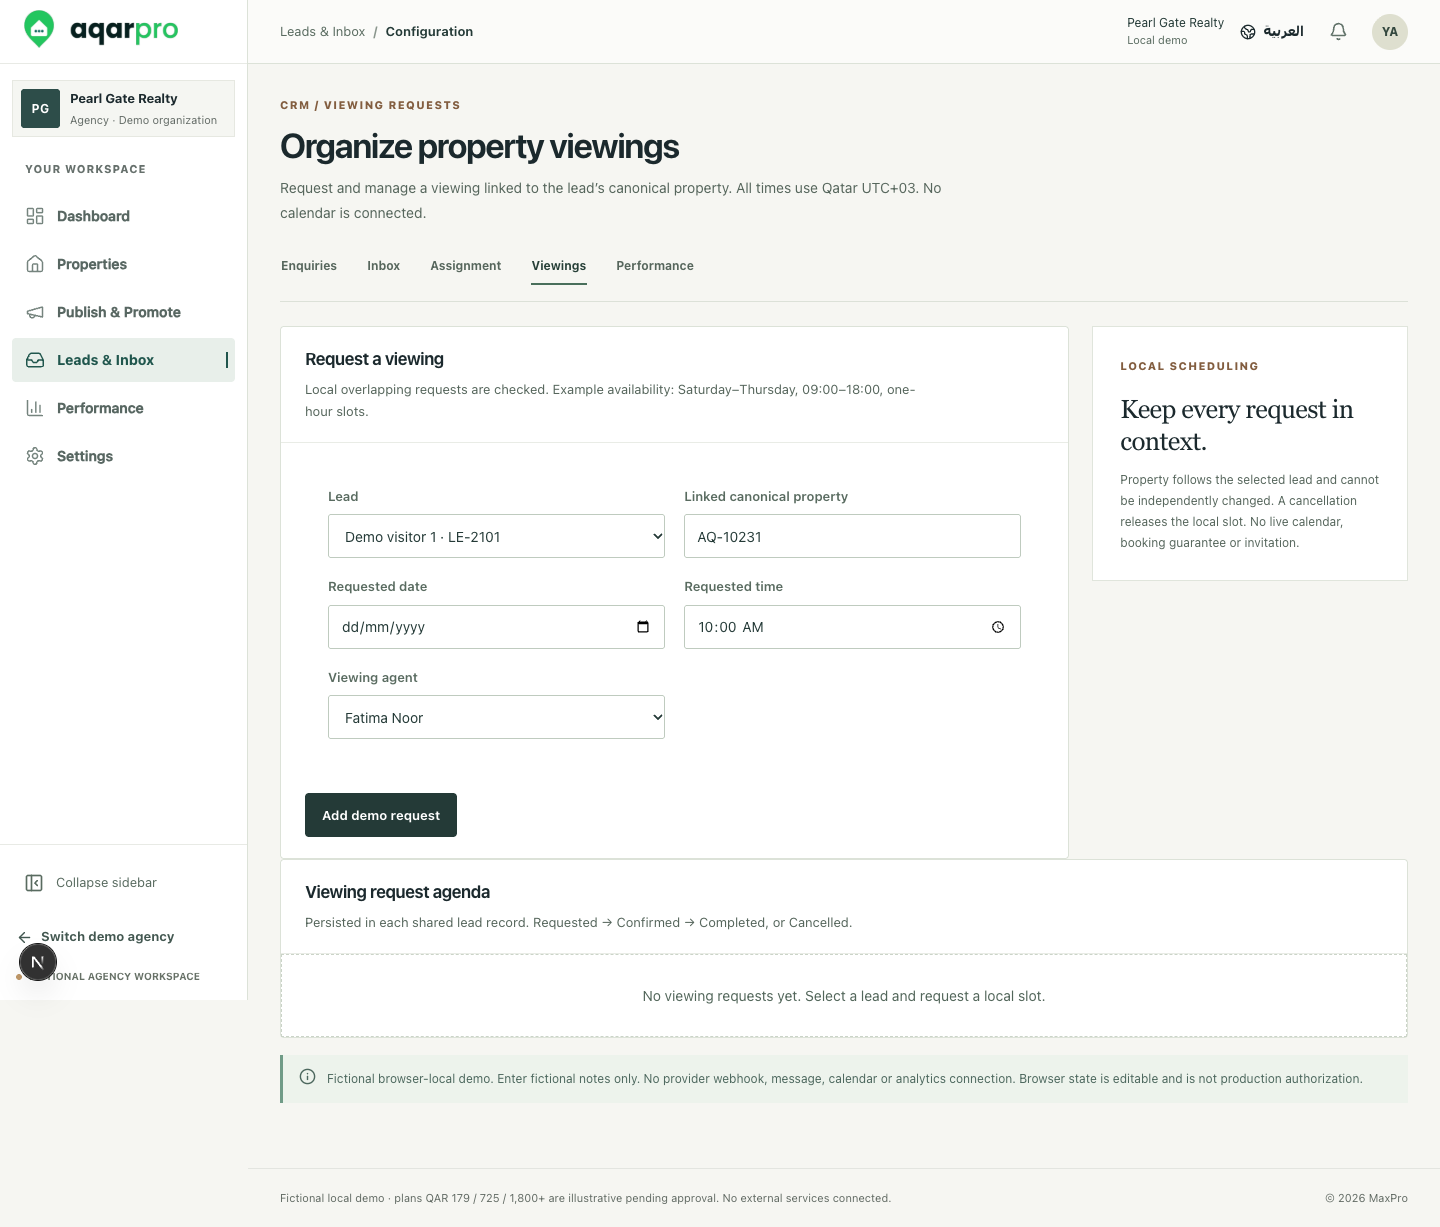 aqarpro
Leads & Inbox / Configuration
Pearl Gate Realty
Local demo
العربية
YA
PG
Pearl Gate Realty
Agency · Demo organization
YOUR WORKSPACE
Dashboard
Properties
Publish & Promote
Leads & Inbox
Performance
Settings
Collapse sidebar
Switch demo agency
N
AGENCY WORKSPACE
CRM / VIEWING REQUESTS
Organize property viewings
Request and manage a viewing linked to the lead’s canonical property. All times use Qatar UTC+03. No
calendar is connected.
Enquiries
Inbox
Assignment
Viewings
Performance
Request a viewing
Local overlapping requests are checked. Example availability: Saturday–Thursday, 09:00–18:00, one-
hour slots.
Lead
Linked canonical property
Demo visitor 1 · LE-2101
AQ-10231
Requested date
Requested time
dd/mm/yyyy
10:00 AM
Viewing agent
Fatima Noor
Add demo request
LOCAL SCHEDULING
Keep every request in
context.
Property follows the selected lead and cannot
be independently changed. A cancellation
releases the local slot. No live calendar,
booking guarantee or invitation.
Viewing request agenda
Persisted in each shared lead record. Requested → Confirmed → Completed, or Cancelled.
No viewing requests yet. Select a lead and request a local slot.
Fictional browser-local demo. Enter fictional notes only. No provider webhook, message, calendar or analytics connection. Browser state is editable and is not production authorization.
Fictional local demo · plans QAR 179 / 725 / 1,800+ are illustrative pending approval. No external services connected.
© 2026 MaxPro